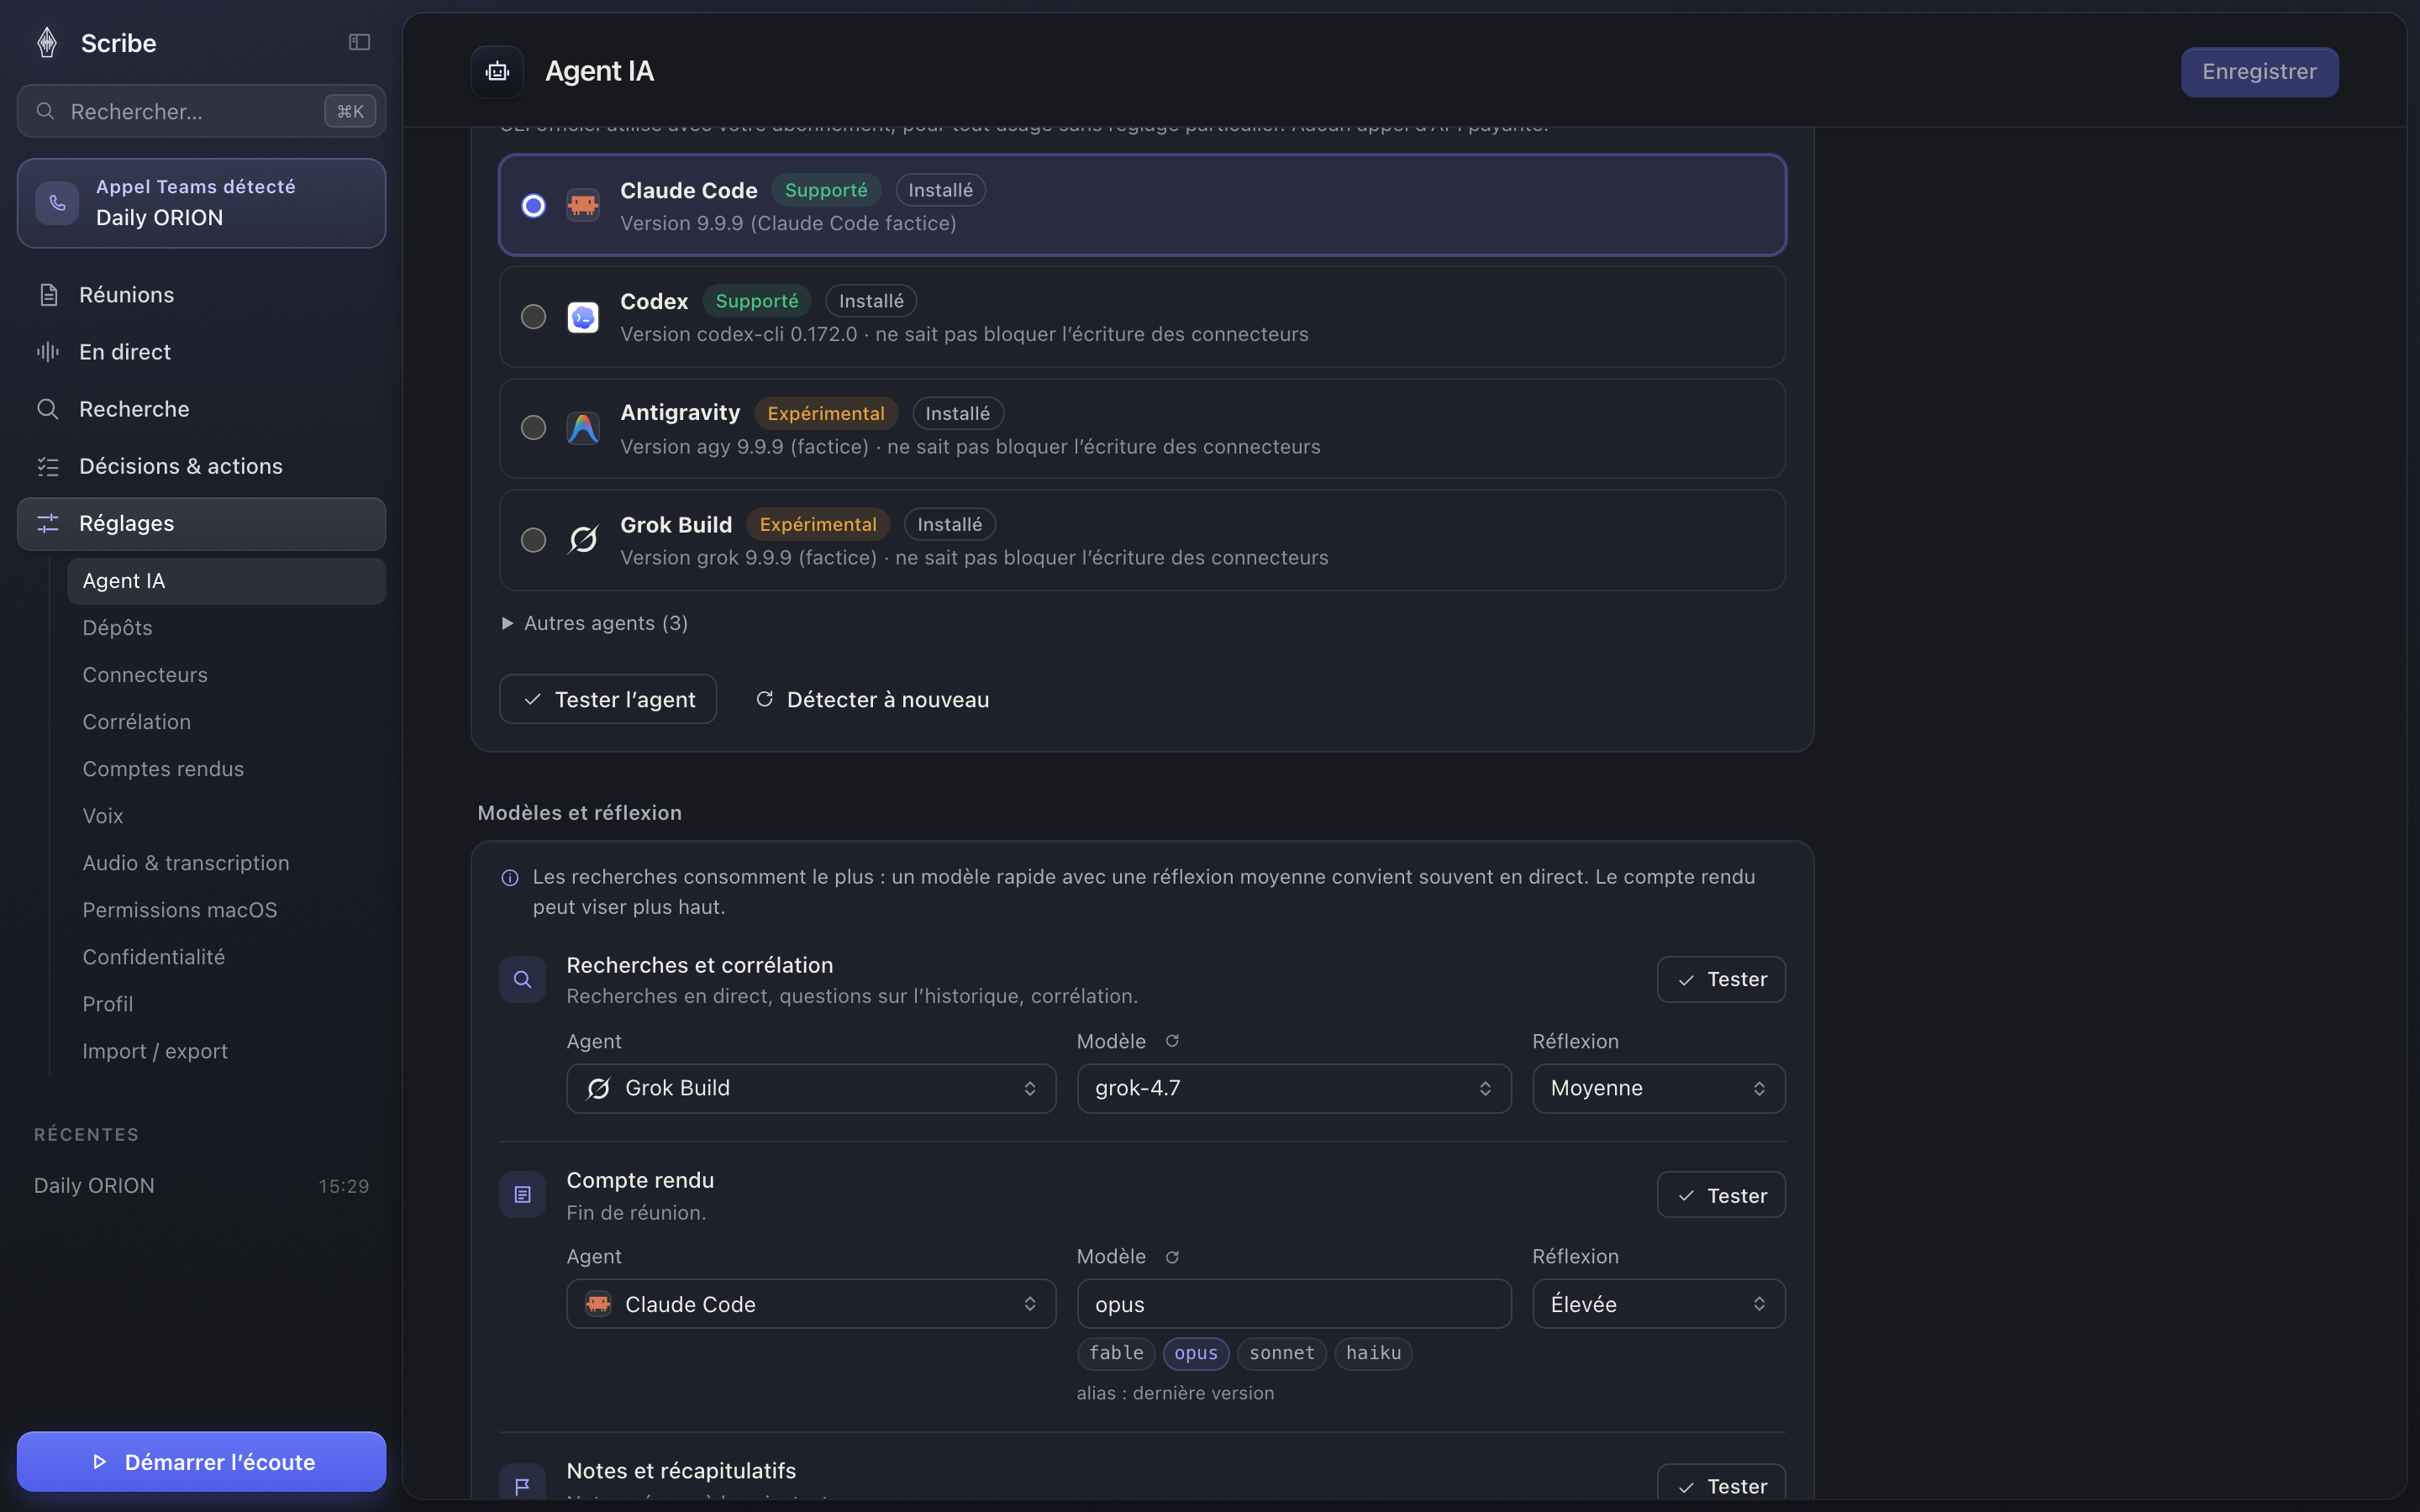 Scribe
Rechercher...
⌘K
Appel Teams détecté
Daily ORION
Réunions
En direct
Recherche
Décisions & actions
Réglages
Agent IA
Dépôts
Connecteurs
Corrélation
Comptes rendus
Voix
Audio & transcription
Permissions macOS
Confidentialité
Profil
Import / export
RÉCENTES
Daily ORION 15:29
Démarrer l’écoute
Agent IA
Enregistrer
Claude Code Supporté Installé
Version 9.9.9 (Claude Code factice)
Codex Supporté Installé
Version codex-cli 0.172.0 · ne sait pas bloquer l’écriture des connecteurs
Antigravity Expérimental Installé
Version agy 9.9.9 (factice) · ne sait pas bloquer l’écriture des connecteurs
Grok Build Expérimental Installé
Version grok 9.9.9 (factice) · ne sait pas bloquer l’écriture des connecteurs
Autres agents (3)
Tester l’agent Détecter à nouveau
Modèles et réflexion
Les recherches consomment le plus : un modèle rapide avec une réflexion moyenne convient souvent en direct. Le compte rendu
peut viser plus haut.
Recherches et corrélation
Tester
Recherches en direct, questions sur l’historique, corrélation.
Agent Modèle Réflexion
Grok Build grok-4.7 Moyenne
Compte rendu
Tester
Fin de réunion.
Agent Modèle Réflexion
Claude Code opus Élevée
fable opus sonnet haiku
alias : dernière version
Notes et récapitulatifs
Tester